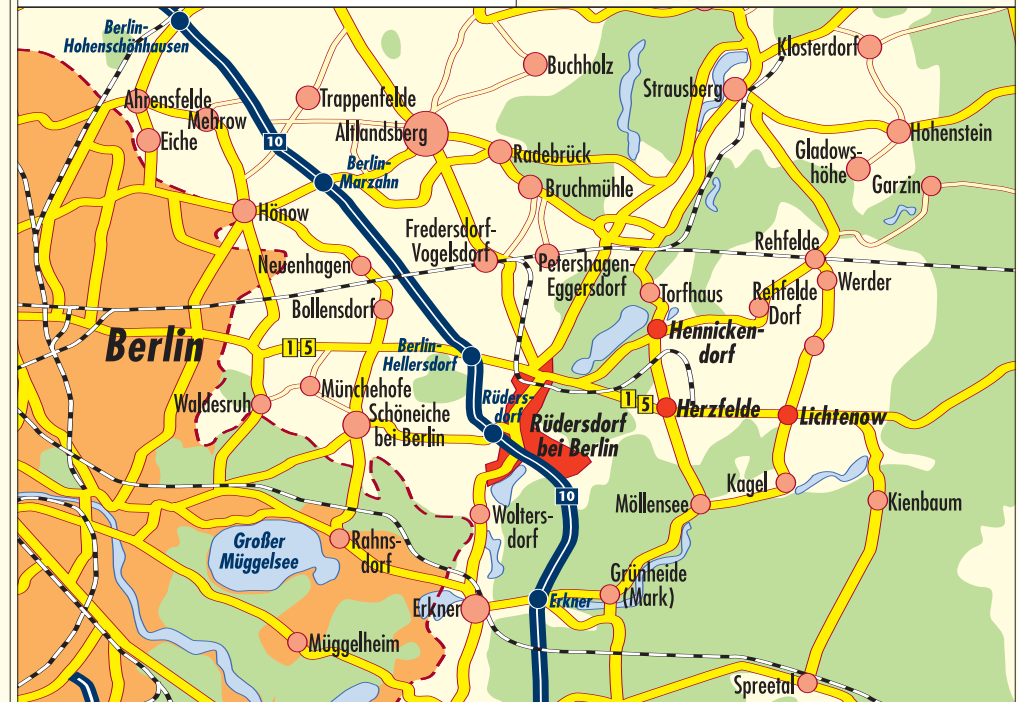 Berlin-
Hohenschönhausen
Klosterdorf
Buchholz
Strausberg
Ahrensfelde
Trappenfelde
Mehrow
Altlandsberg
Hohenstein
Eiche
10
Radebrück
Gladows-
höhe
Berlin-
Marzahn
Garzin
Bruchmühle
Hönow
Fredersdorf-
Vogelsdorf
Rehfelde
Neuenhagen
Petershagen-
Eggersdorf
Werder
Torfhaus
Rehfelde
Dorf
Bollensdorf
Hennicken-
dorf
Berlin
1 5
Berlin-
Hellersdorf
Münchehofe
Waldesruh
Rüders-
dorf
1 5
Herzfelde
Lichtenow
Schöneiche
bei Berlin
Rüdersdorf
bei Berlin
Kagel
10
Möllensee
Kienbaum
Wolters-
dorf
Großer
Müggelsee
Rahns-
dorf
Grünheide
(Mark)
Erkner
Erkner
Müggelheim
Spreetal